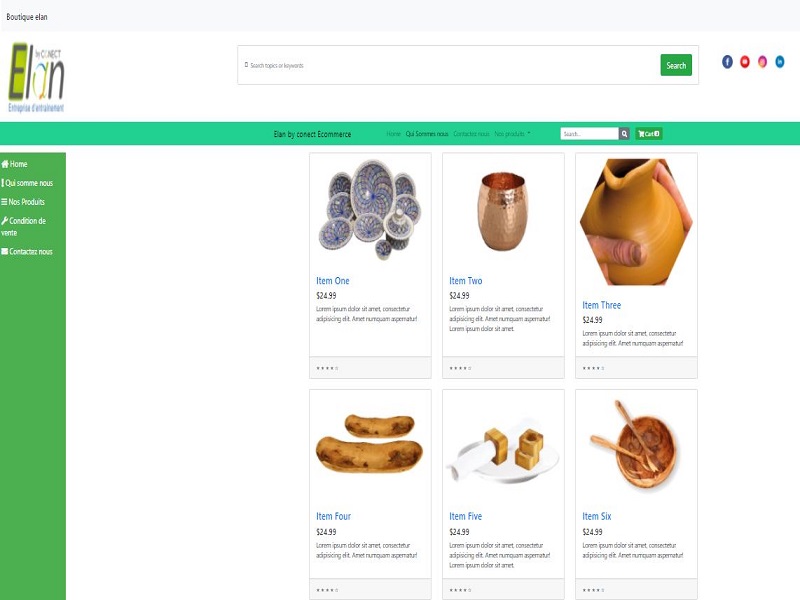 Boutique elan
by CONECT
Elan
Entreprise d'entraînement
Search topics or keywords
Search
Elan by conect Ecommerce
Home Qui Sommes nous Contactez nous Nos produits
Search...
Cart 3
Home
Qui somme nous
Nos Produits
Condition de
vente
Contactez nous
Item One
$24.99
Lorem ipsum dolor sit amet, consectetur
adipisicing elit. Amet numquam aspernatur!
Item Two
$24.99
Lorem ipsum dolor sit amet, consectetur
adipisicing elit. Amet numquam aspernatur!
Lorem ipsum dolor sit amet.
Item Three
$24.99
Lorem ipsum dolor sit amet, consectetur
adipisicing elit. Amet numquam aspernatur!
★ ★ ★ ★ ☆
★ ★ ★ ★ ☆
★ ★ ★ ★ ☆
Item Four
$24.99
Lorem ipsum dolor sit amet, consectetur
adipisicing elit. Amet numquam aspernatur!
Item Five
$24.99
Lorem ipsum dolor sit amet, consectetur
adipisicing elit. Amet numquam aspernatur!
Lorem ipsum dolor sit amet.
Item Six
$24.99
Lorem ipsum dolor sit amet, consectetur
adipisicing elit. Amet numquam aspernatur!
★ ★ ★ ★ ☆
★ ★ ★ ★ ☆
★ ★ ★ ★ ☆